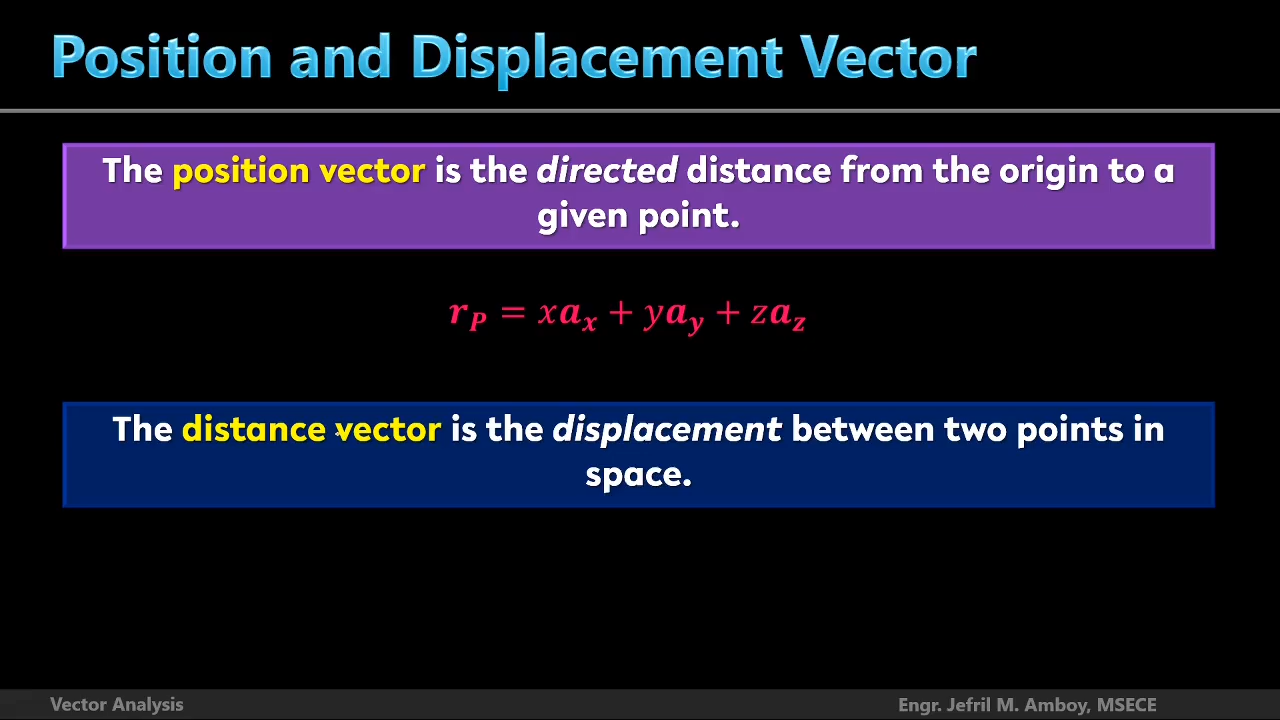 Position and Displacement Vector
The position vector is the directed distance from the origin to a
given point.
r_P = xa_x + ya_y + za_z
The distance vector is the displacement between two points in
space.
Vector Analysis
Engr. Jefril M. Amboy, MSECE